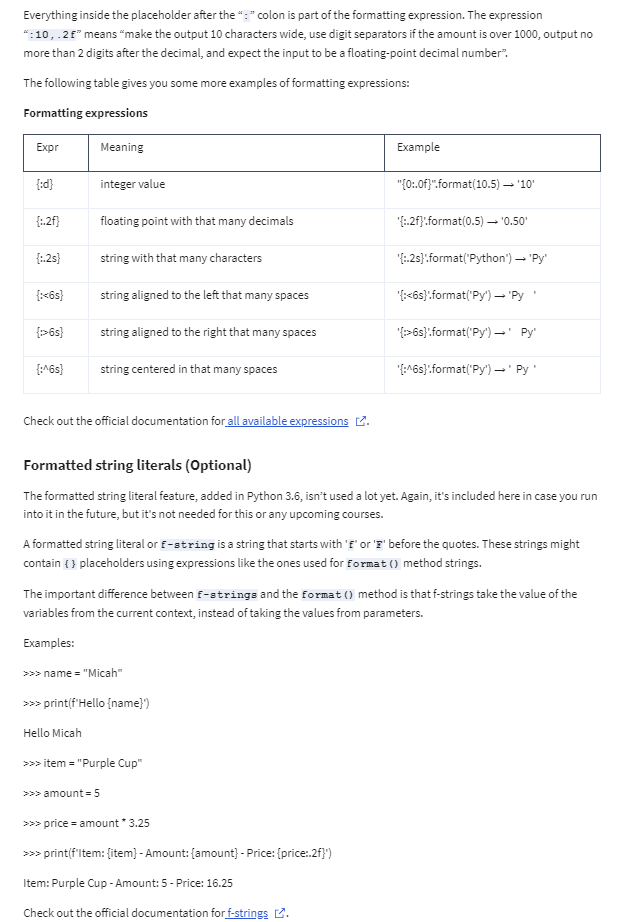 Everything inside the placeholder after the “:” colon is part of the formatting expression. The expression
“:10,.2f” means “make the output 10 characters wide, use digit separators if the amount is over 1000, output no
more than 2 digits after the decimal, and expect the input to be a floating-point decimal number”.
The following table gives you some more examples of formatting expressions:
Formatting expressions
Expr Meaning Example
{:d} integer value "{0:.0f}".format(10.5) → '10'
{:.2f} floating point with that many decimals '{:.2f}'.format(0.5) → '0.50'
{:.2s} string with that many characters '{:.2s}'.format('Python') → 'Py'
{:<6s} string aligned to the left that many spaces '{:<6s}'.format('Py') → 'Py    '
{:>6s} string aligned to the right that many spaces '{:>6s}'.format('Py') → '    Py'
{:^6s} string centered in that many spaces '{:^6s}'.format('Py') → '  Py  '
Check out the official documentation for all available expressions.
Formatted string literals (Optional)
The formatted string literal feature, added in Python 3.6, isn’t used a lot yet. Again, it's included here in case you run
into it in the future, but it's not needed for this or any upcoming courses.
A formatted string literal or f-string is a string that starts with 'f' or 'F' before the quotes. These strings might
contain {} placeholders using expressions like the ones used for format() method strings.
The important difference between f-strings and the format() method is that f-strings take the value of the
variables from the current context, instead of taking the values from parameters.
Examples:
>>> name = "Micah"
>>> print(f'Hello {name}')
Hello Micah
>>> item = "Purple Cup"
>>> amount = 5
>>> price = amount * 3.25
>>> print(f'Item: {item} - Amount: {amount} - Price: {price:.2f}')
Item: Purple Cup - Amount: 5 - Price: 16.25
Check out the official documentation for f-strings.